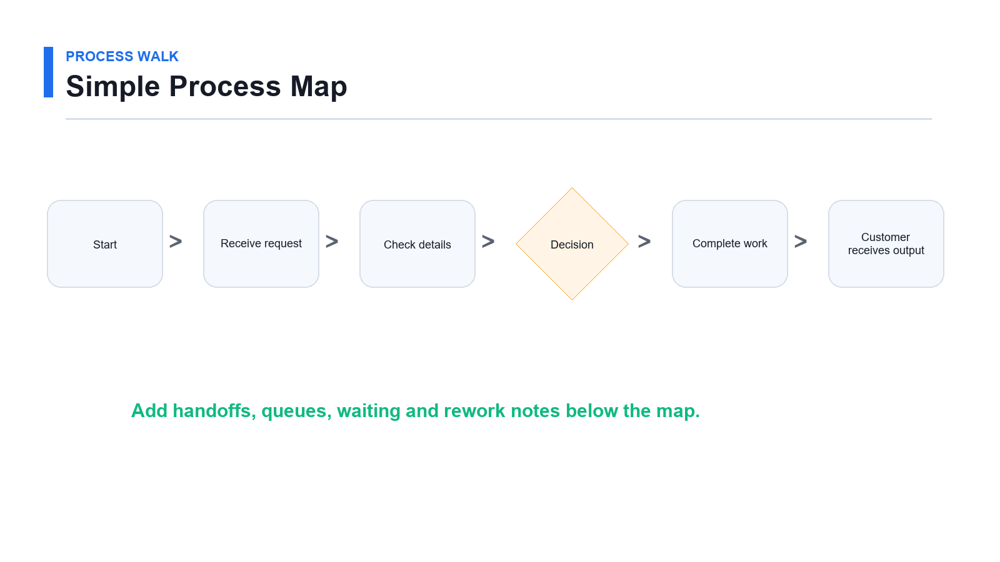 PROCESS WALK
Simple Process Map
Start
>
Receive request
>
Check details
>
Decision
>
Complete work
>
Customer
receives output
Add handoffs, queues, waiting and rework notes below the map.